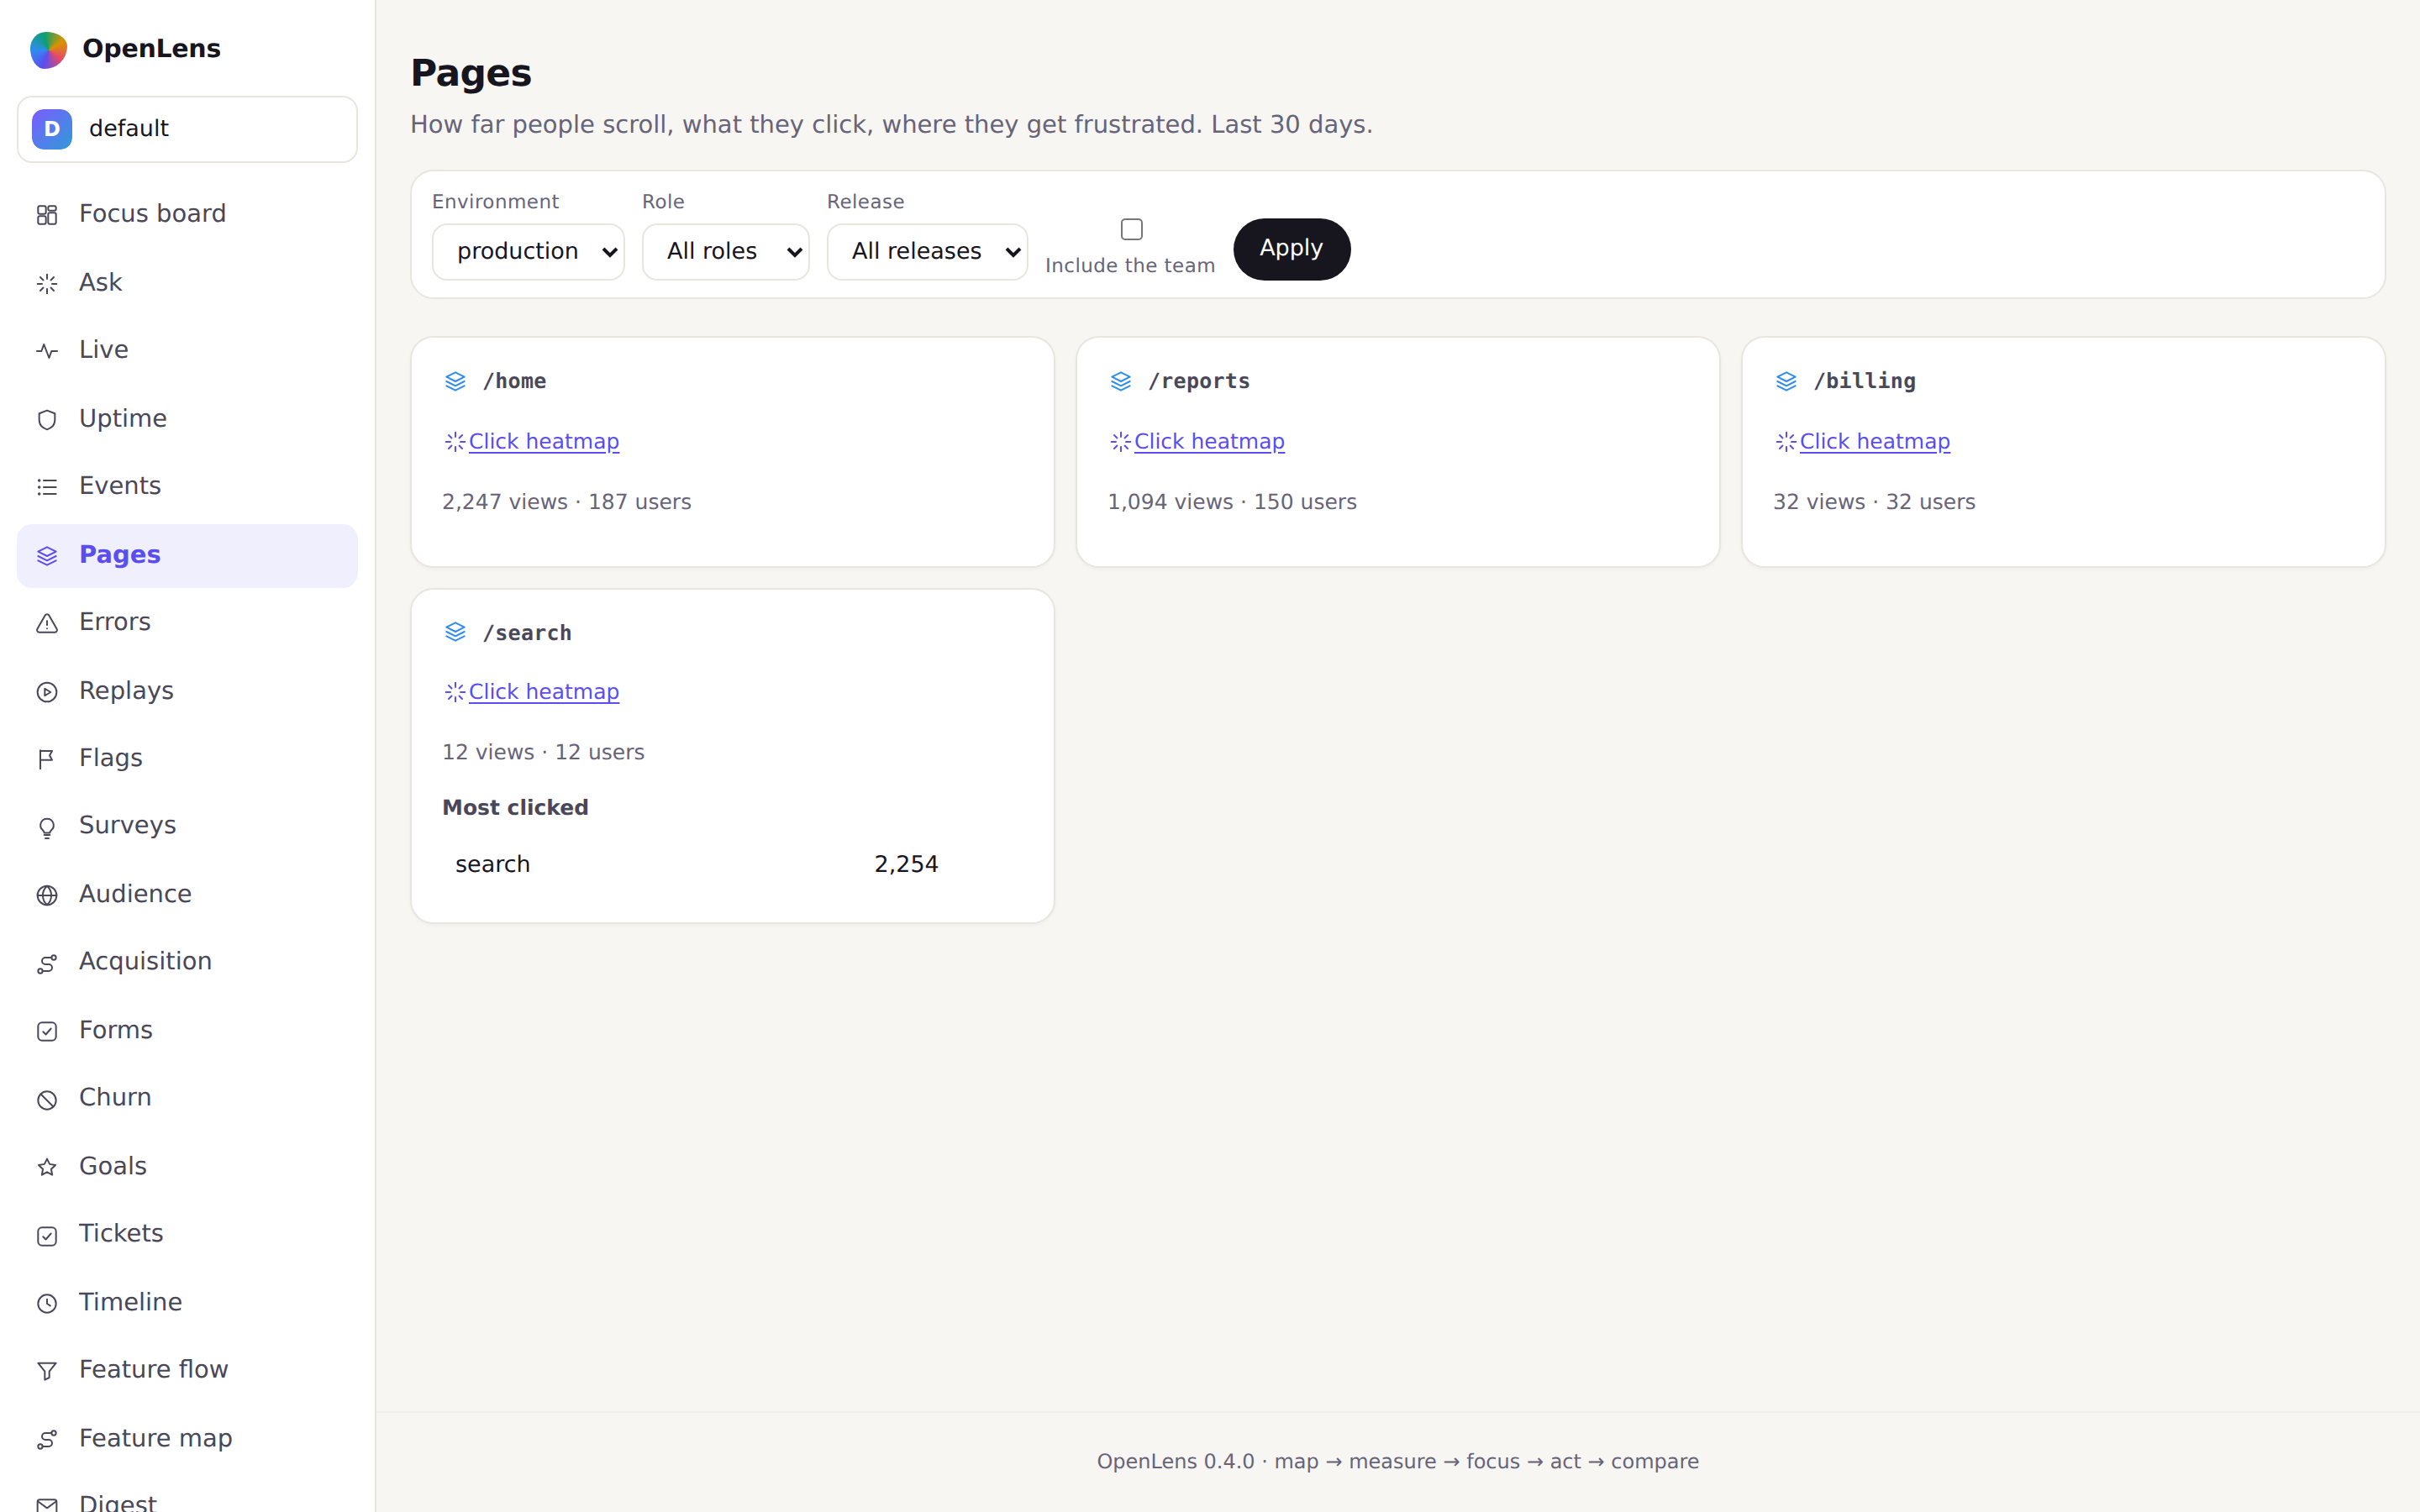 OpenLens
D default
Focus board
Ask
Live
Uptime
Events
Pages
Errors
Replays
Flags
Surveys
Audience
Acquisition
Forms
Churn
Goals
Tickets
Timeline
Feature flow
Feature map
Digest
Pages
How far people scroll, what they click, where they get frustrated. Last 30 days.
Environment Role Release
production All roles All releases
Include the team
Apply
/home
Click heatmap
2,247 views · 187 users
/reports
Click heatmap
1,094 views · 150 users
/billing
Click heatmap
32 views · 32 users
/search
Click heatmap
12 views · 12 users
Most clicked
search 2,254
OpenLens 0.4.0 · map → measure → focus → act → compare